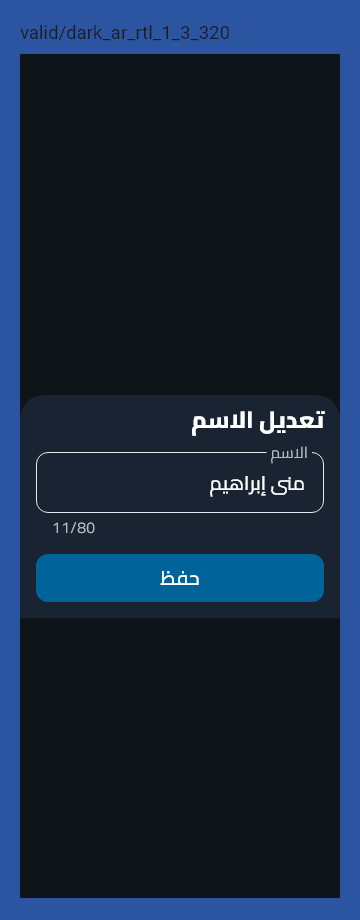 valid/dark_ar_rtl_1_3_320
تعديل الاسم
الاسم
منى إبراهيم
11/80
حفظ